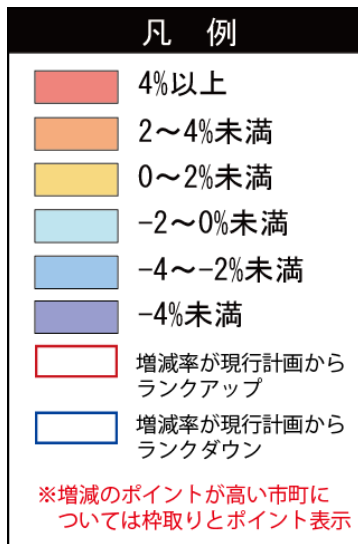 凡　例
4%以上
2～4%未満
0～2%未満
-2～0%未満
-4～-2%未満
-4%未満
増減率が現行計画から
ランクアップ
増減率が現行計画から
ランクダウン
※増減のポイントが高い市町に
ついては枠取りとポイント表示